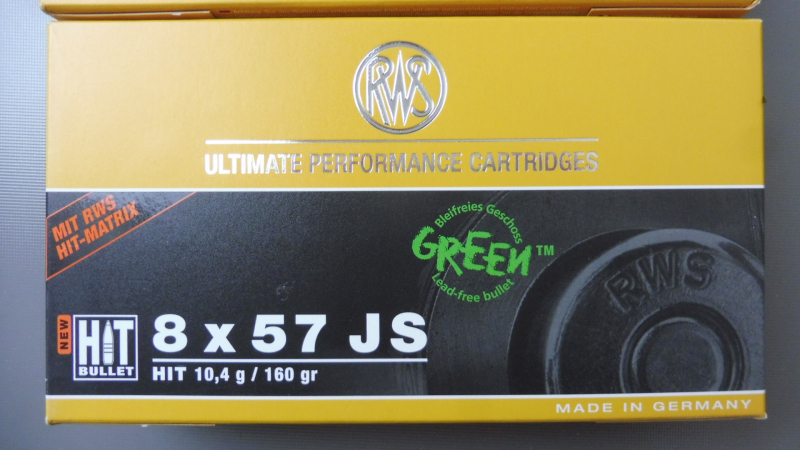 RWS
ULTIMATE PERFORMANCE CARTRIDGES
MIT RWS
HIT-MATRIX
Bleifreies Geschoss
GREEN™
Lead-free bullet
RWS
NEW
HIT
BULLET
8 x 57 JS
HIT 10,4 g / 160 gr
MADE IN GERMANY